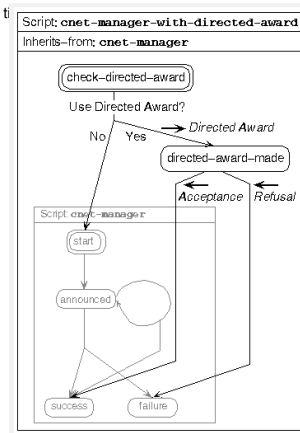 ti
Script: cnet-manager-with-directed-award
Inherits-from: cnet-manager
check-directed-award
Use Directed Award?
No Yes Directed Award
directed-award-made
Acceptance Refusal
Script: cnet-manager
start
announced
success failure